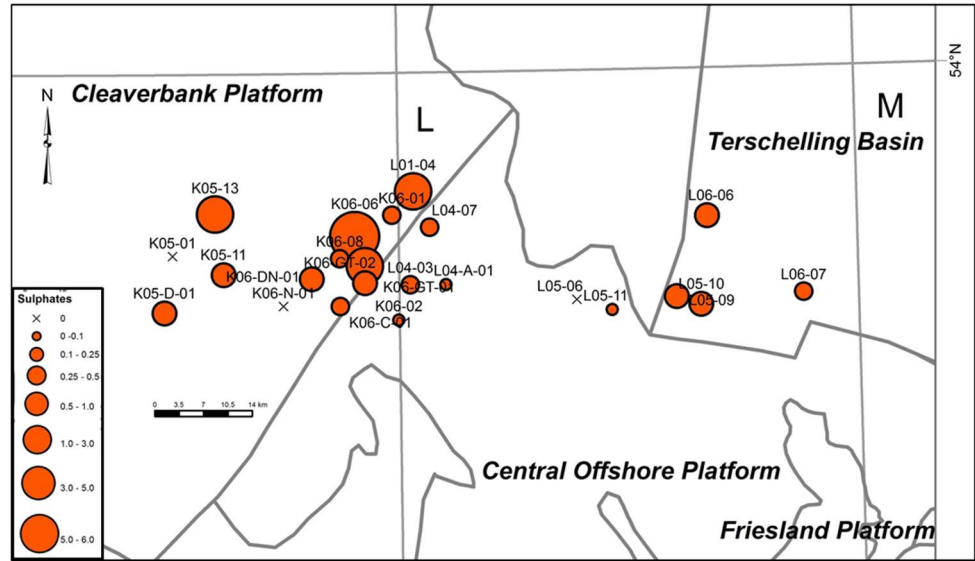 54°N
N
Cleaverbank Platform
L
M
Terschelling Basin
L01-04
K05-13
K06-06
K06-01
L06-06
L04-07
K05-01
K06-08
K05-11
K06-GT-02
K06-DN-01
L04-03
L04-A-01
K06-GT-01
L06-07
L05-10
L05-06
L05-11
L05-09
K06-N-01
K05-D-01
K06-02
K06-C-01
Sulphates
0
0 -0.1
0.1 - 0.25
0.25 - 0.5
0.5 - 1.0
1.0 - 3.0
3.0 - 5.0
5.0 - 6.0
0 3.5 7 10.5 14 km
Central Offshore Platform
Friesland Platform